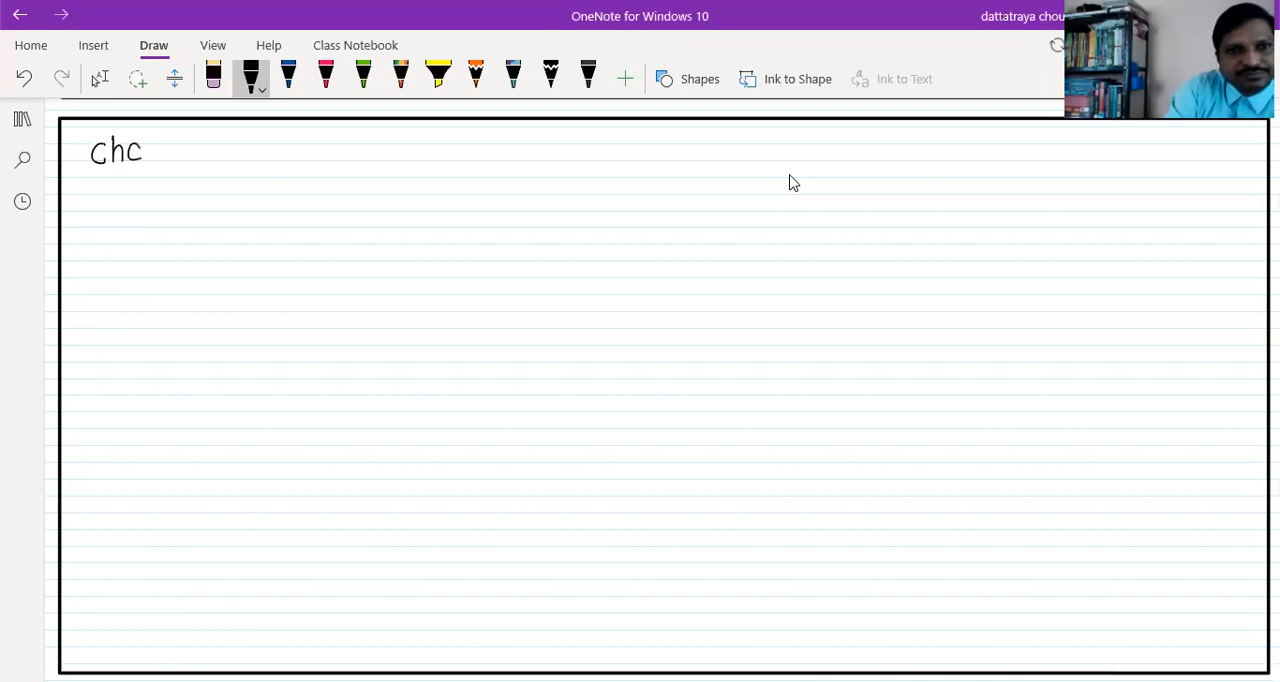 OneNote for Windows 10
dattatraya chou
Home Insert Draw View Help Class Notebook
Shapes Ink to Shape Ink to Text
chc